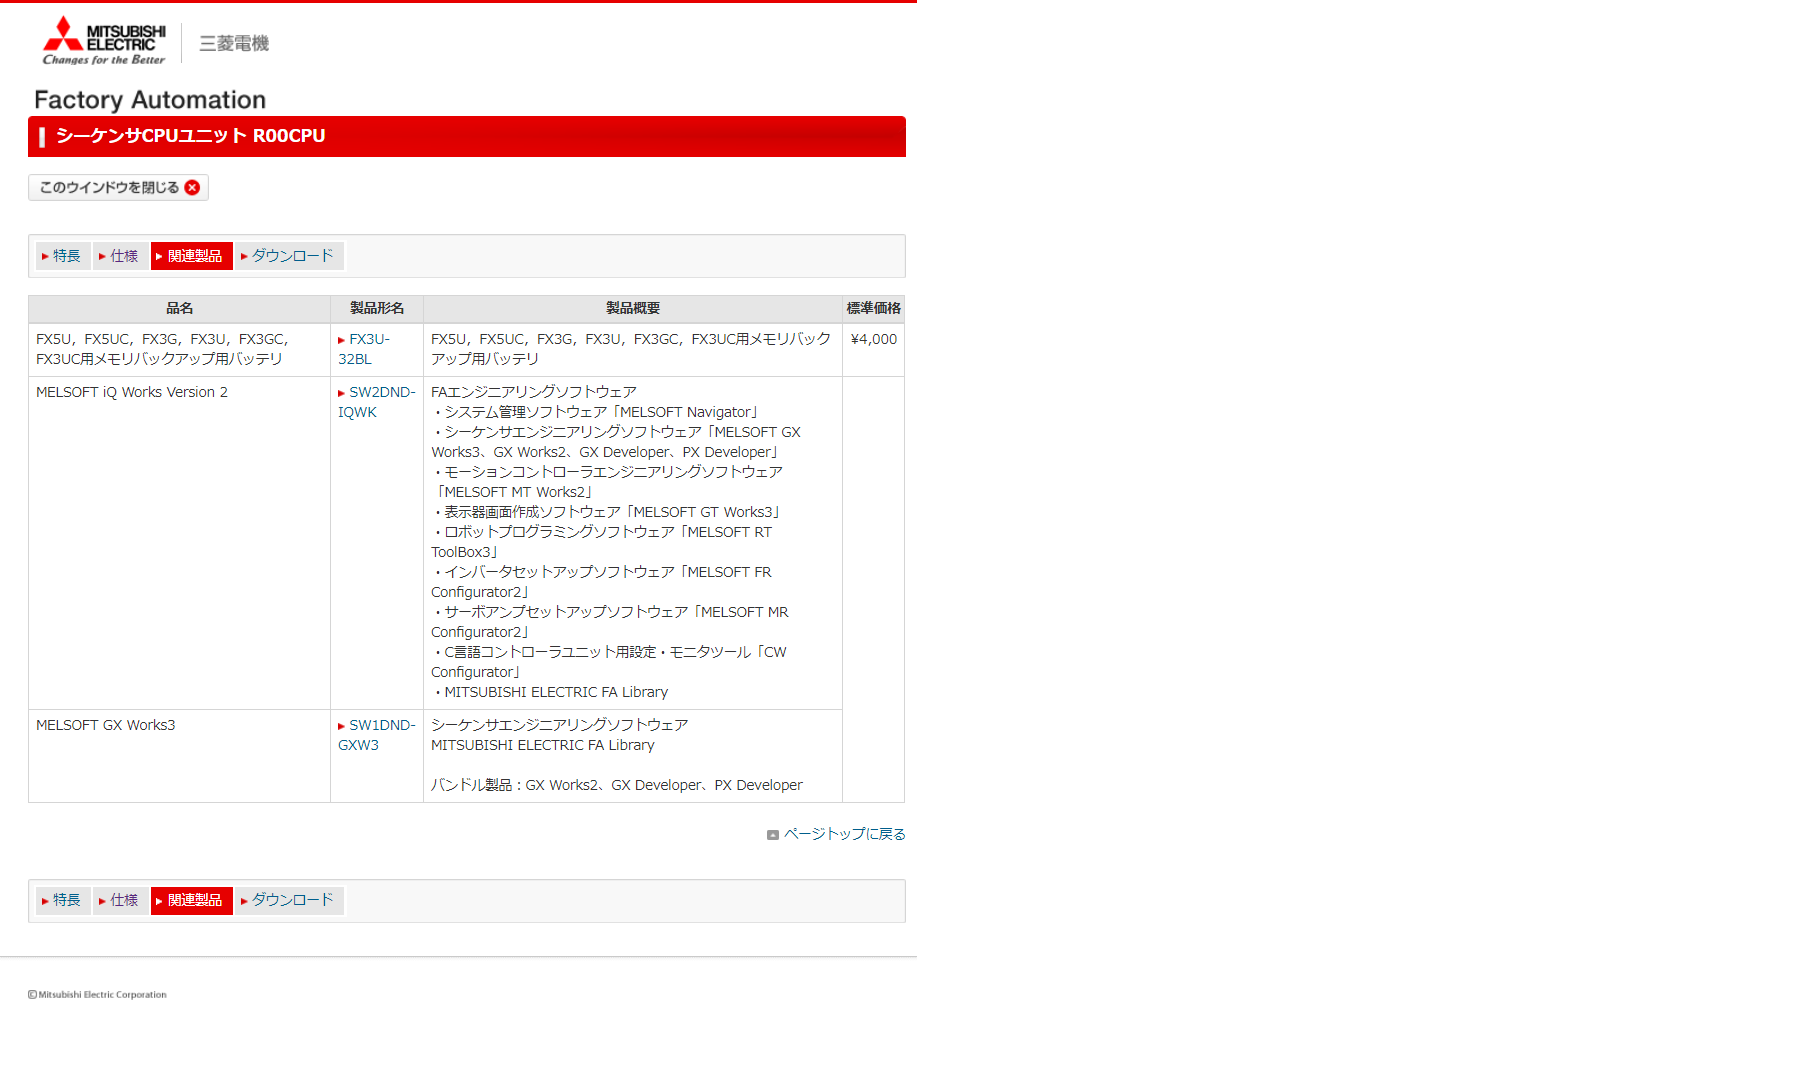 MITSUBISHI
ELECTRIC
Changes for the Better
三菱電機
Factory Automation
シーケンサCPUユニット R00CPU
このウインドウを閉じる
特長 仕様 関連製品 ダウンロード
品名 製品形名 製品概要 標準価格
FX5U，FX5UC，FX3G，FX3U，FX3GC，
FX3UC用メモリバックアップ用バッテリ
FX3U-
32BL
FX5U，FX5UC，FX3G，FX3U，FX3GC，FX3UC用メモリバック
アップ用バッテリ
¥4,000
MELSOFT iQ Works Version 2
SW2DND-
IQWK
FAエンジニアリングソフトウェア
・システム管理ソフトウェア「MELSOFT Navigator」
・シーケンサエンジニアリングソフトウェア「MELSOFT GX
Works3、GX Works2、GX Developer、PX Developer」
・モーションコントローラエンジニアリングソフトウェア
「MELSOFT MT Works2」
・表示器画面作成ソフトウェア「MELSOFT GT Works3」
・ロボットプログラミングソフトウェア「MELSOFT RT
ToolBox3」
・インバータセットアップソフトウェア「MELSOFT FR
Configurator2」
・サーボアンプセットアップソフトウェア「MELSOFT MR
Configurator2」
・C言語コントローラユニット用設定・モニタツール「CW
Configurator」
・MITSUBISHI ELECTRIC FA Library
MELSOFT GX Works3
SW1DND-
GXW3
シーケンサエンジニアリングソフトウェア
MITSUBISHI ELECTRIC FA Library
バンドル製品：GX Works2、GX Developer、PX Developer
ページトップに戻る
特長 仕様 関連製品 ダウンロード
©Mitsubishi Electric Corporation